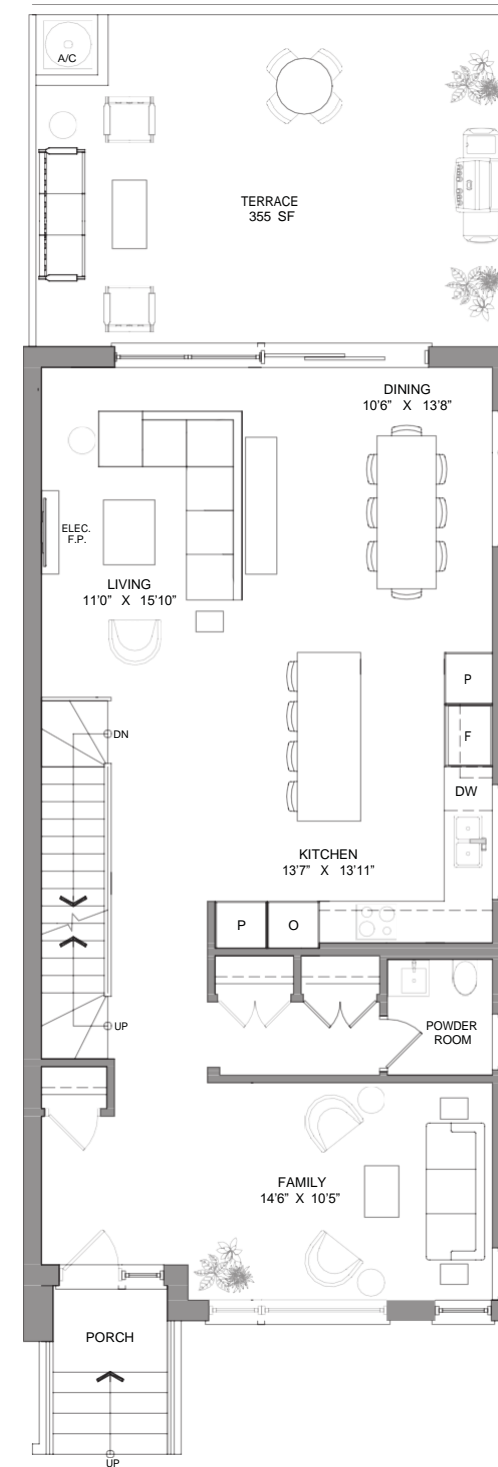 A/C
TERRACE
355 SF
DINING
10'6" X 13'8"
ELEC.
F.P.
LIVING
11'0" X 15'10"
P
DN
F
DW
KITCHEN
13'7" X 13'11"
P
O
UP
POWDER
ROOM
FAMILY
14'6" X 10'5"
PORCH
UP